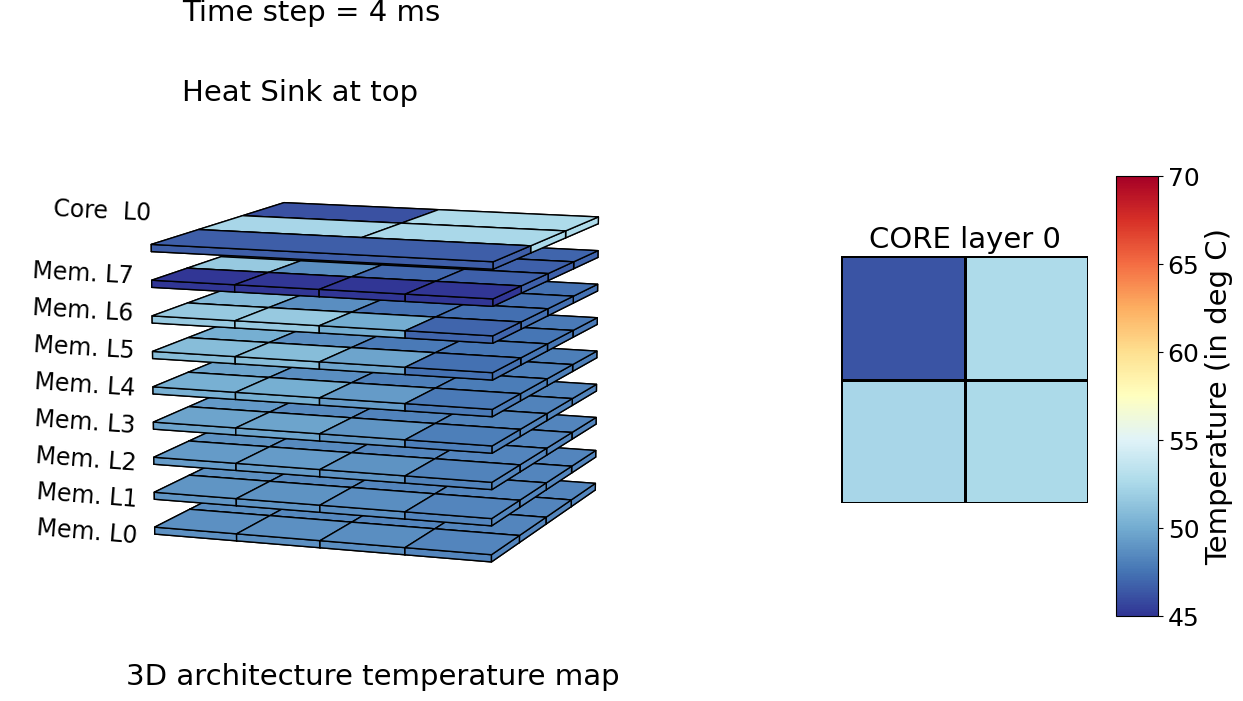 Time step = 4 ms
Heat Sink at top
Core  L0
Mem. L7
Mem. L6
Mem. L5
Mem. L4
Mem. L3
Mem. L2
Mem. L1
Mem. L0
3D architecture temperature map
CORE layer 0
70
65
60
55
50
45
Temperature (in deg C)